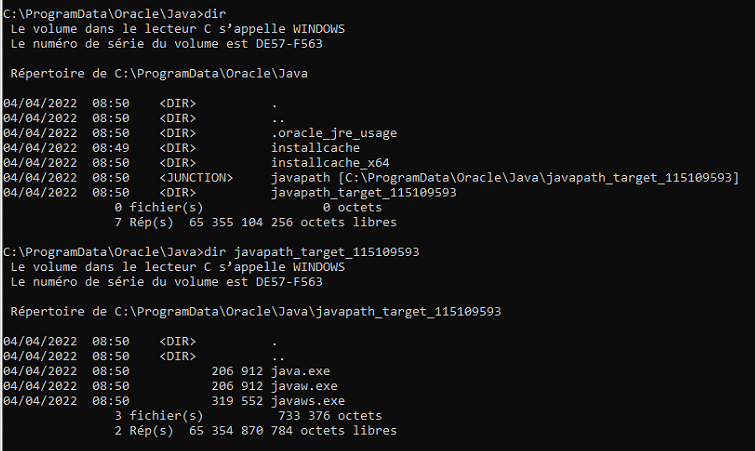 C:\ProgramData\Oracle\Java>dir
Le volume dans le lecteur C s’appelle WINDOWS
Le numéro de série du volume est DE57-F563
Répertoire de C:\ProgramData\Oracle\Java
04/04/2022  08:50    <DIR>          .
04/04/2022  08:50    <DIR>          ..
04/04/2022  08:50    <DIR>          .oracle_jre_usage
04/04/2022  08:49    <DIR>          installcache
04/04/2022  08:50    <DIR>          installcache_x64
04/04/2022  08:50    <JUNCTION>     javapath [C:\ProgramData\Oracle\Java\javapath_target_115109593]
04/04/2022  08:50    <DIR>          javapath_target_115109593
0 fichier(s)                0 octets
7 Rép(s)  65 355 104 256 octets libres
C:\ProgramData\Oracle\Java>dir javapath_target_115109593
Le volume dans le lecteur C s’appelle WINDOWS
Le numéro de série du volume est DE57-F563
Répertoire de C:\ProgramData\Oracle\Java\javapath_target_115109593
04/04/2022  08:50    <DIR>          .
04/04/2022  08:50    <DIR>          ..
04/04/2022  08:50           206 912 java.exe
04/04/2022  08:50           206 912 javaw.exe
04/04/2022  08:50           319 552 javaws.exe
3 fichier(s)          733 376 octets
2 Rép(s)  65 354 870 784 octets libres